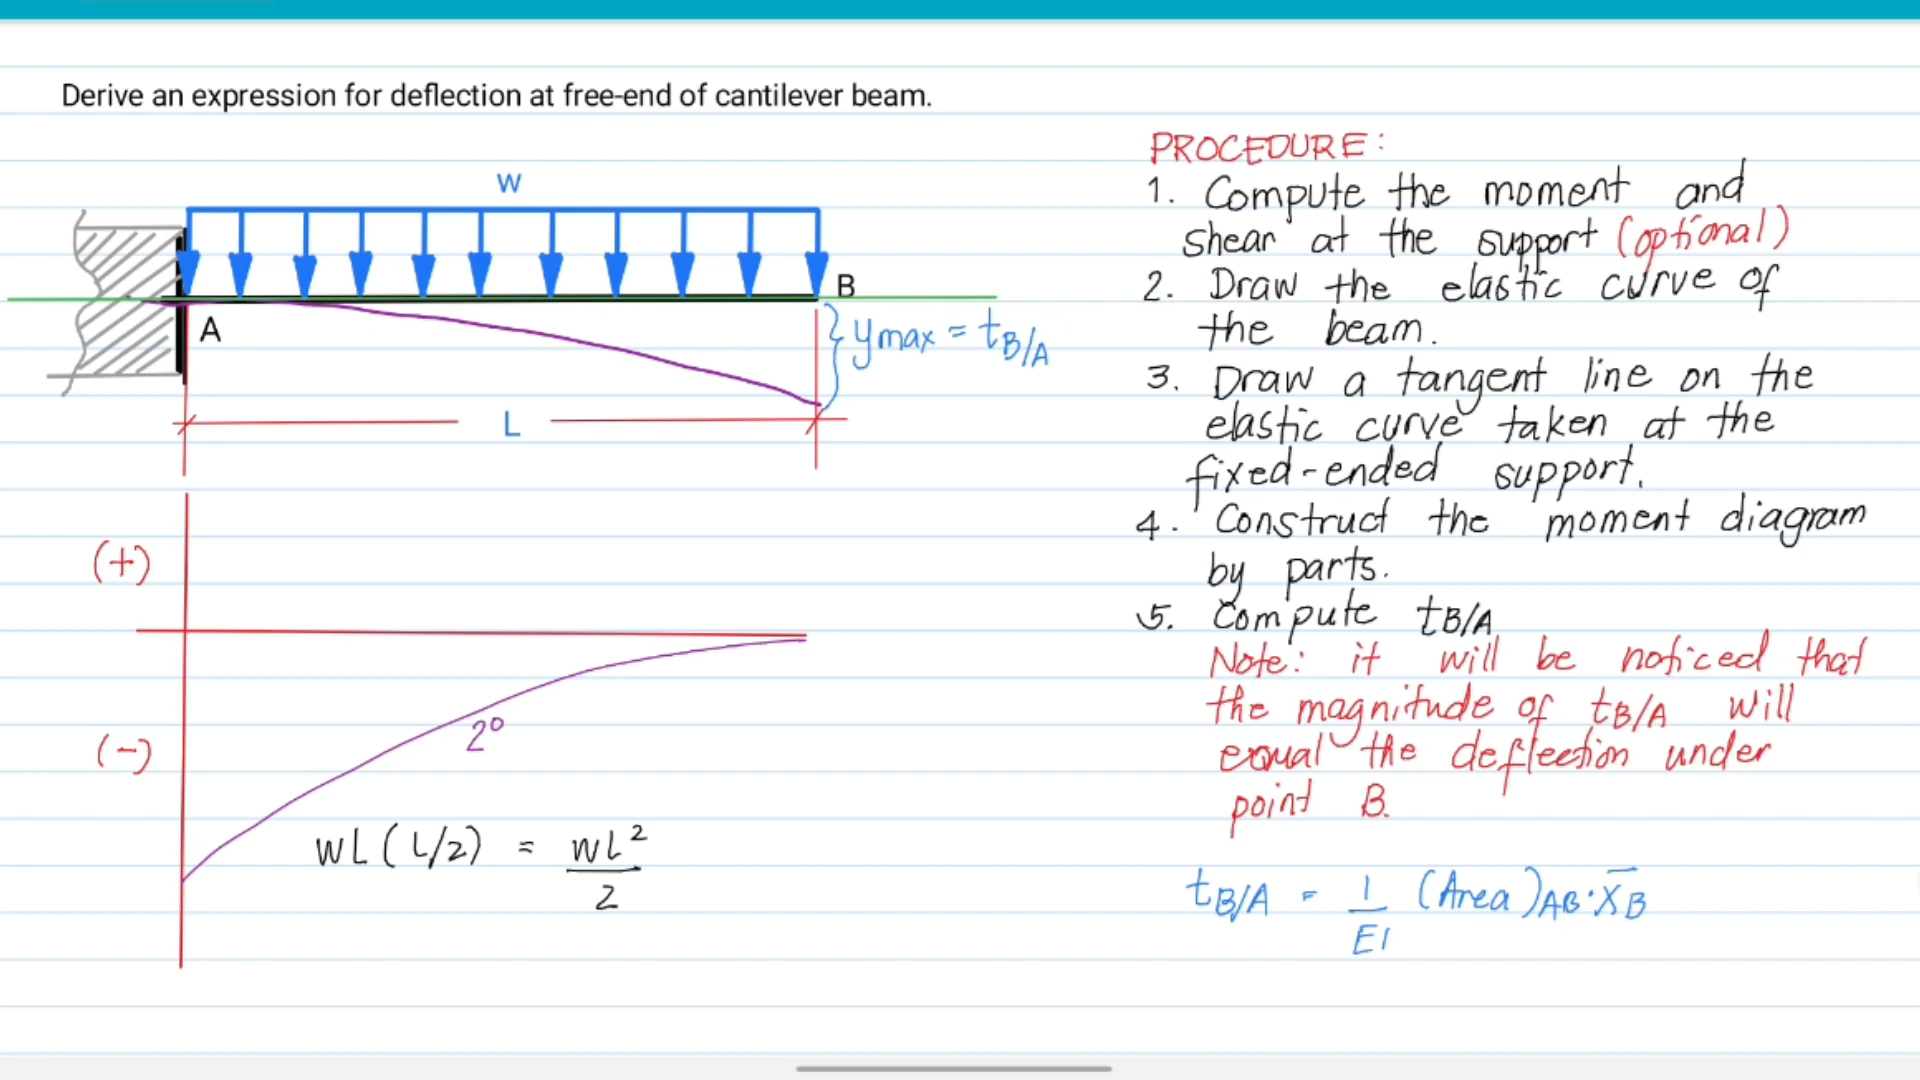 Derive an expression for deflection at free-end of cantilever beam.
w
B
A
y max = tB/A
L
(+)
(-)
2°
WL (L/2) = WL²/2
PROCEDURE:
1. Compute the moment and
shear at the support (optional)
2. Draw the elastic curve of
the beam.
3. Draw a tangent line on the
elastic curve taken at the
fixed-ended support.
4. Construct the moment diagram
by parts.
5. Compute tB/A
Note: it will be noticed that
the magnitude of tB/A will
equal the deflection under
point B.
tB/A = 1/EI (Area)AB · X̄B